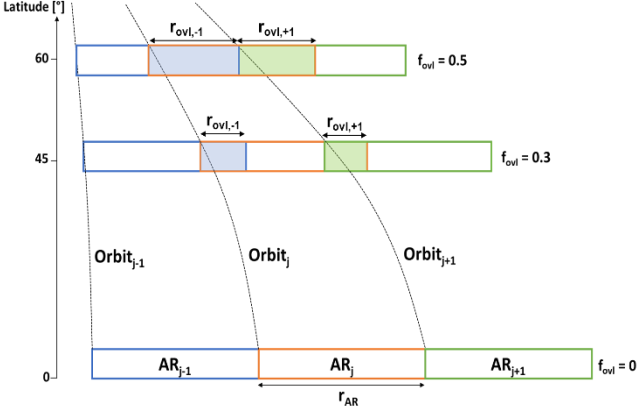 Latitude [°]
r_ovl,-1 r_ovl,+1
60 f_ovl = 0.5
r_ovl,-1 r_ovl,+1
45 f_ovl = 0.3
Orbit_j-1 Orbit_j Orbit_j+1
AR_j-1 AR_j AR_j+1 f_ovl = 0
0
r_AR